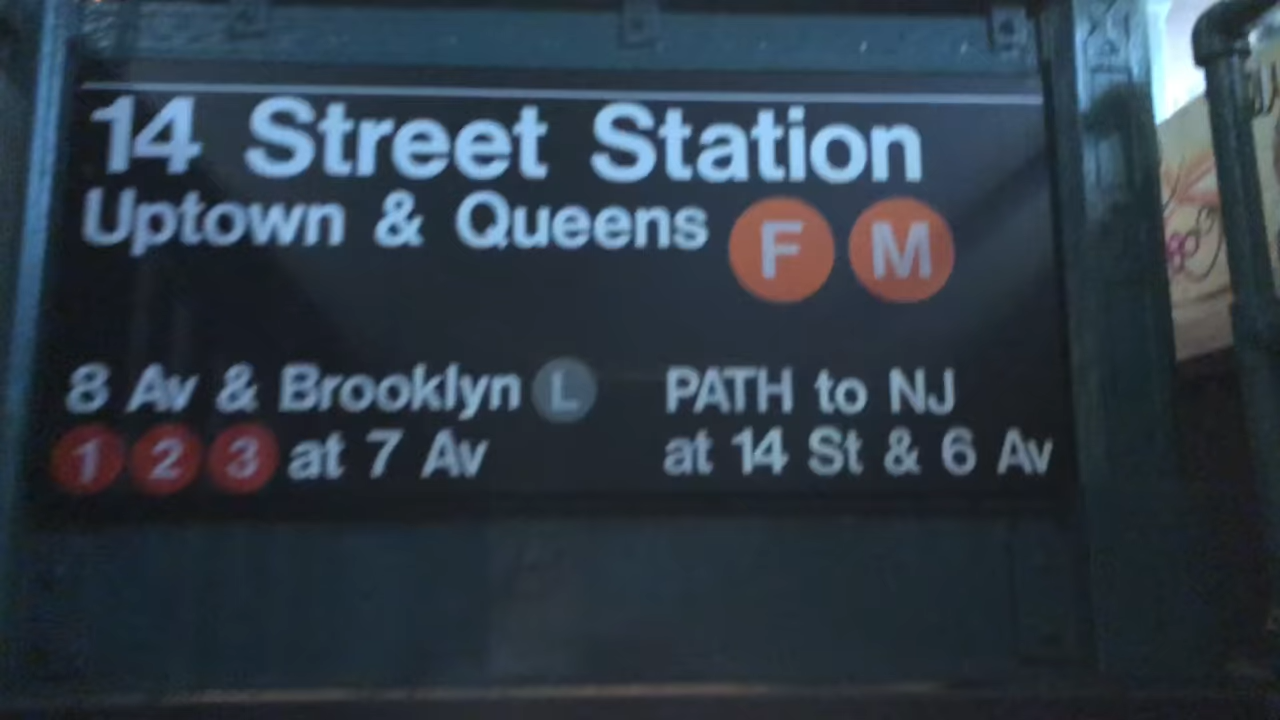 14 Street Station
Uptown & Queens F M
8 Av & Brooklyn L
1 2 3 at 7 Av
PATH to NJ
at 14 St & 6 Av